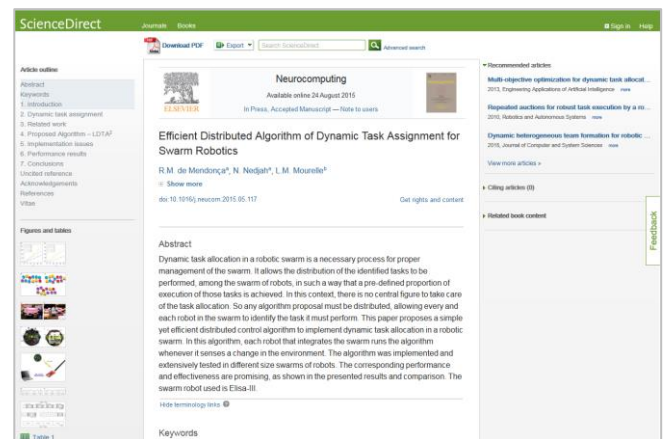 ScienceDirect
Journals Books
Sign in Help
Download PDF Export Search ScienceDirect Advanced search
Article outline
Abstract
Keywords
1. Introduction
2. Dynamic task assignment
3. Related work
4. Proposed Algorithm – LDTA²
5. Implementation issues
6. Performance results
7. Conclusions
Uncited reference
Acknowledgements
References
Vitae
Figures and tables
Table 1
ELSEVIER
Neurocomputing
Available online 24 August 2015
In Press, Accepted Manuscript — Note to users
Efficient Distributed Algorithm of Dynamic Task Assignment for
Swarm Robotics
R.M. de Mendonçaᵃ, N. Nedjahᵃ, L.M. Mourelleᵇ
Show more
doi:10.1016/j.neucom.2015.05.117
Get rights and content
Abstract
Dynamic task allocation in a robotic swarm is a necessary process for proper
management of the swarm. It allows the distribution of the identified tasks to be
performed, among the swarm of robots, in such a way that a pre-defined proportion of
execution of those tasks is achieved. In this context, there is no central figure to take care
of the task allocation. So any algorithm proposal must be distributed, allowing every and
each robot in the swarm to identify the task it must perform. This paper proposes a simple
yet efficient distributed control algorithm to implement dynamic task allocation in a robotic
swarm. In this algorithm, each robot that integrates the swarm runs the algorithm
whenever it senses a change in the environment. The algorithm was implemented and
extensively tested in different size swarms of robots. The corresponding performance
and effectiveness are promising, as shown in the presented results and comparison. The
swarm robot used is Elisa-III.
Hide terminology links
Keywords
Recommended articles
Multi-objective optimization for dynamic task allocat...
2013, Engineering Applications of Artificial Intelligence more
Repeated auctions for robust task execution by a ro...
2010, Robotics and Autonomous Systems more
Dynamic heterogeneous team formation for robotic ...
2015, Journal of Computer and System Sciences more
View more articles »
Citing articles (0)
Related book content
Feedback